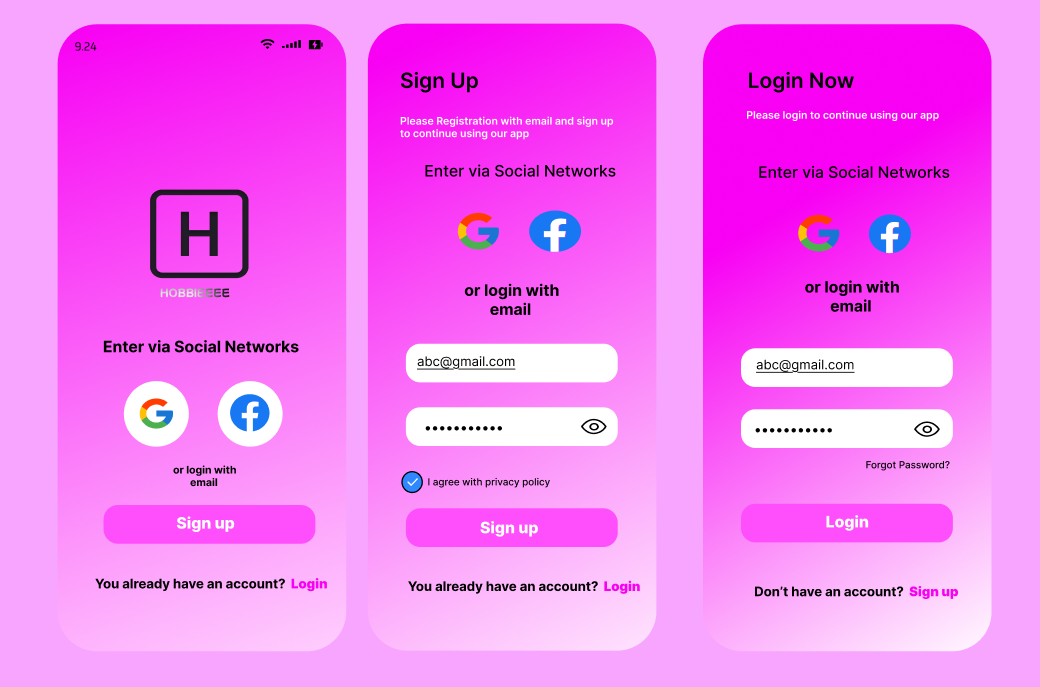 9.24
H
HOBBIEEEE
Enter via Social Networks
or login with
email
Sign up
You already have an account? Login
Sign Up
Please Registration with email and sign up
to continue using our app
Enter via Social Networks
or login with
email
abc@gmail.com
I agree with privacy policy
Sign up
You already have an account? Login
Login Now
Please login to continue using our app
Enter via Social Networks
or login with
email
abc@gmail.com
Forgot Password?
Login
Don't have an account? Sign up